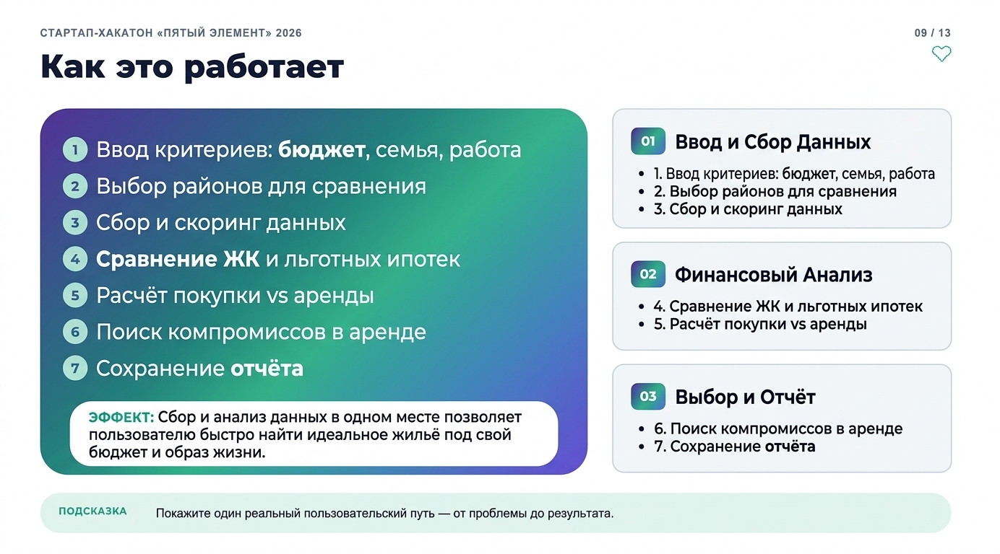 СТАРТАП-ХАКАТОН «ПЯТЫЙ ЭЛЕМЕНТ» 2026
09 / 13
Как это работает
1 Ввод критериев: бюджет, семья, работа
2 Выбор районов для сравнения
3 Сбор и скоринг данных
4 Сравнение ЖК и льготных ипотек
5 Расчёт покупки vs аренды
6 Поиск компромиссов в аренде
7 Сохранение отчёта
ЭФФЕКТ: Сбор и анализ данных в одном месте позволяет
пользователю быстро найти идеальное жильё под свой
бюджет и образ жизни.
01 Ввод и Сбор Данных
• 1. Ввод критериев: бюджет, семья, работа
• 2. Выбор районов для сравнения
• 3. Сбор и скоринг данных
02 Финансовый Анализ
• 4. Сравнение ЖК и льготных ипотек
• 5. Расчёт покупки vs аренды
03 Выбор и Отчёт
• 6. Поиск компромиссов в аренде
• 7. Сохранение отчёта
ПОДСКАЗКА Покажите один реальный пользовательский путь — от проблемы до результата.